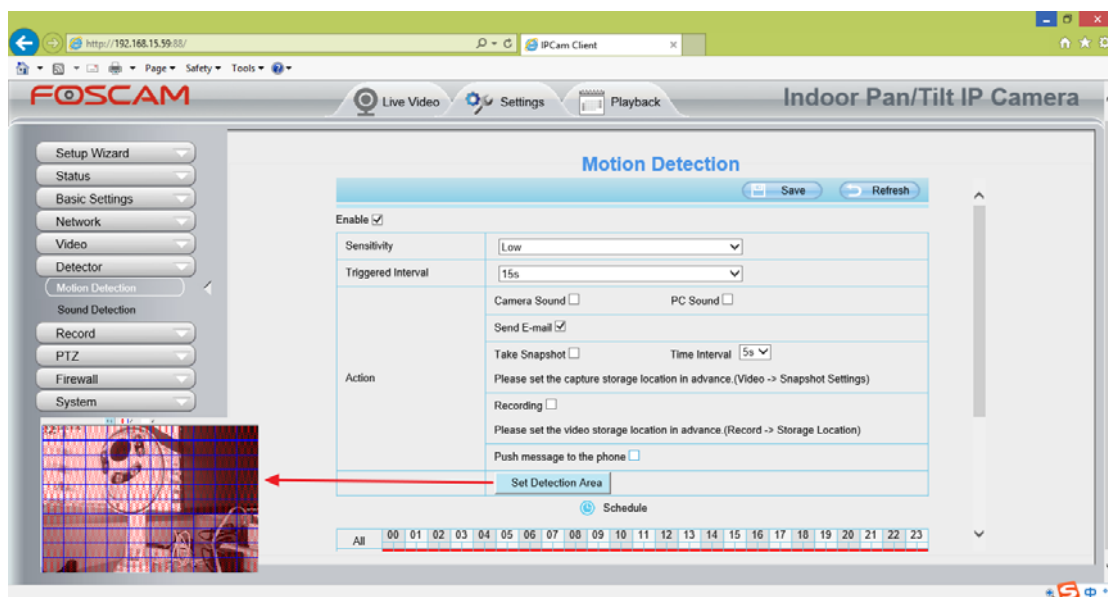 http://192.168.15.59:88/
IPCam Client
Page Safety Tools
FOSCAM
Live Video
Settings
Playback
Indoor Pan/Tilt IP Camera
Setup Wizard
Status
Basic Settings
Network
Video
Detector
Motion Detection
Sound Detection
Record
PTZ
Firewall
System
Motion Detection
Save
Refresh
Enable
Sensitivity
Low
Triggered Interval
15s
Action
Camera Sound
PC Sound
Send E-mail
Take Snapshot
Time Interval 5s
Please set the capture storage location in advance.(Video -> Snapshot Settings)
Recording
Please set the video storage location in advance.(Record -> Storage Location)
Push message to the phone
Set Detection Area
Schedule
All 00 01 02 03 04 05 06 07 08 09 10 11 12 13 14 15 16 17 18 19 20 21 22 23
中